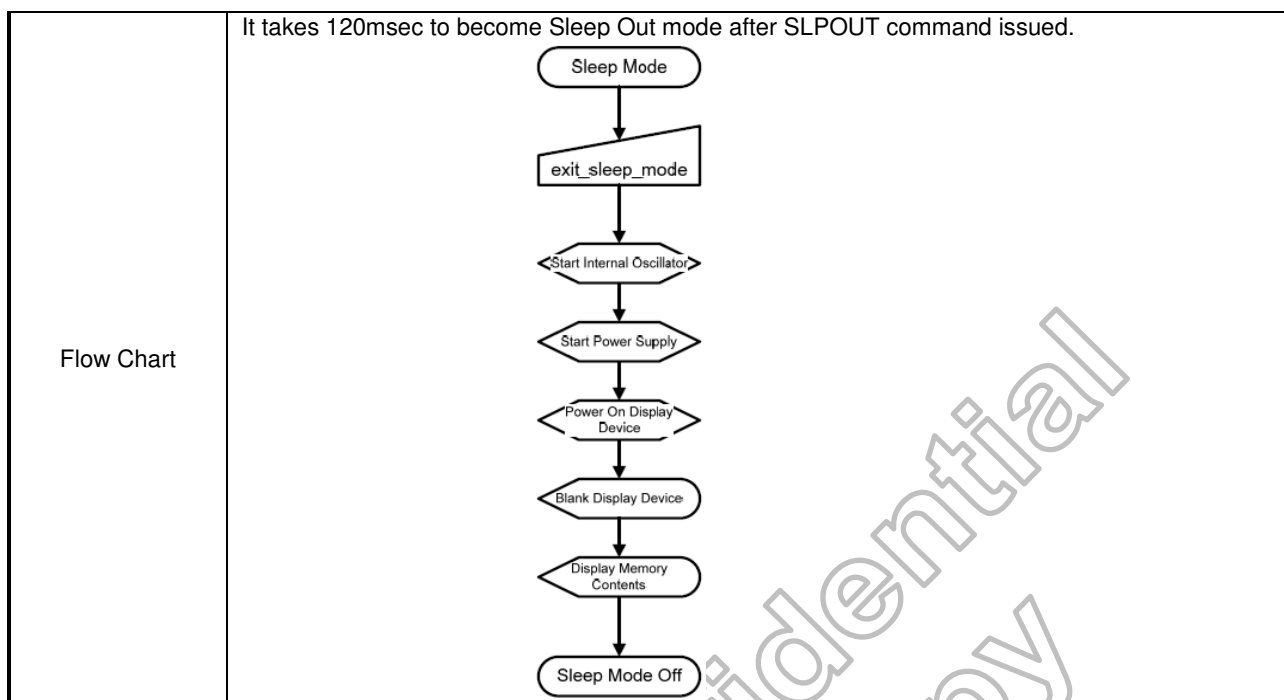 It takes 120msec to become Sleep Out mode after SLPOUT command issued.
Sleep Mode
exit_sleep_mode
Start Internal Oscillator
Start Power Supply
Flow Chart
Power On Display
Device
Blank Display Device
Display Memory
Contents
Sleep Mode Off